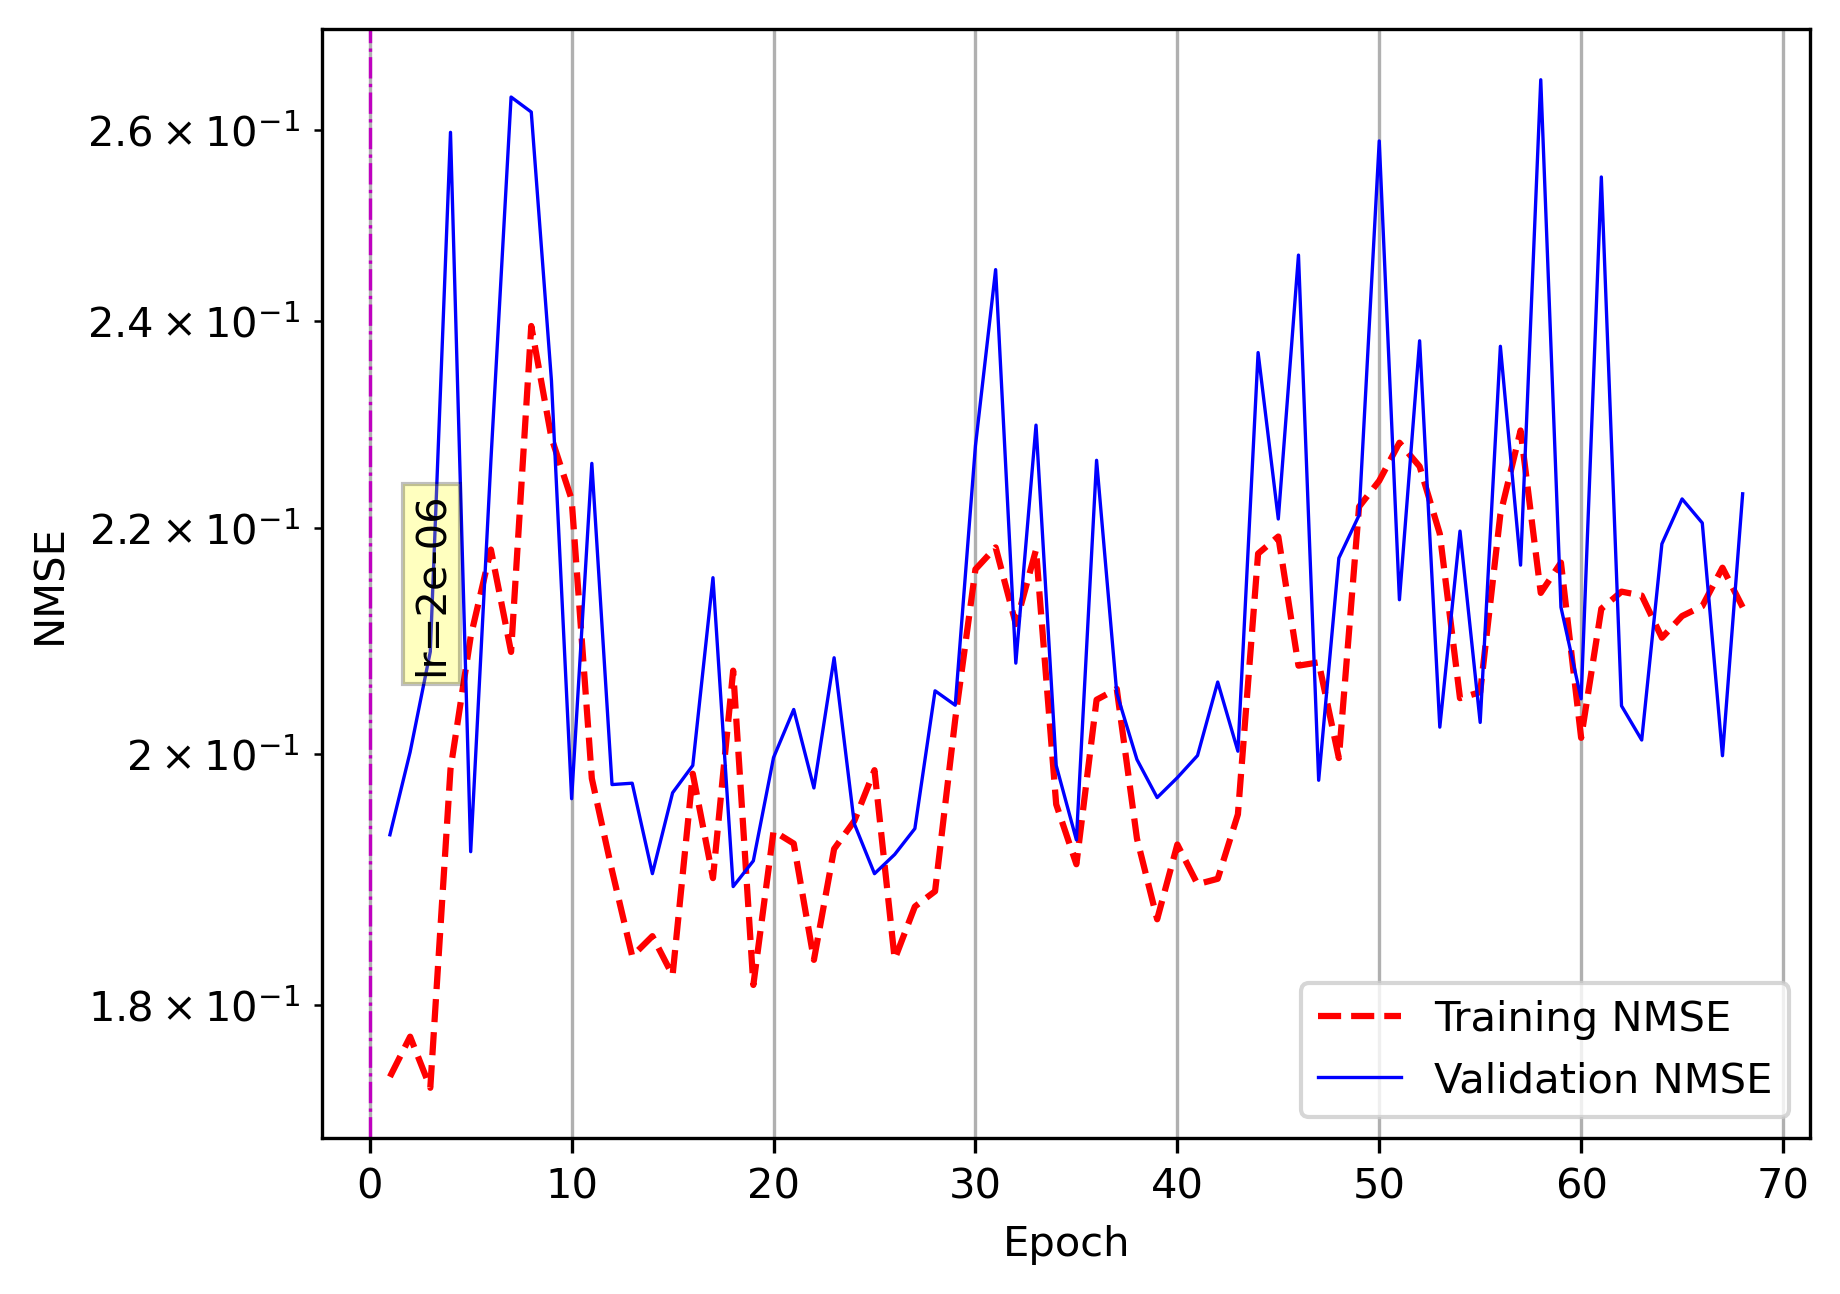 NMSE
2.6 × 10⁻¹
2.4 × 10⁻¹
2.2 × 10⁻¹
2 × 10⁻¹
1.8 × 10⁻¹
lr=2e-06
Training NMSE
Validation NMSE
0 10 20 30 40 50 60 70
Epoch